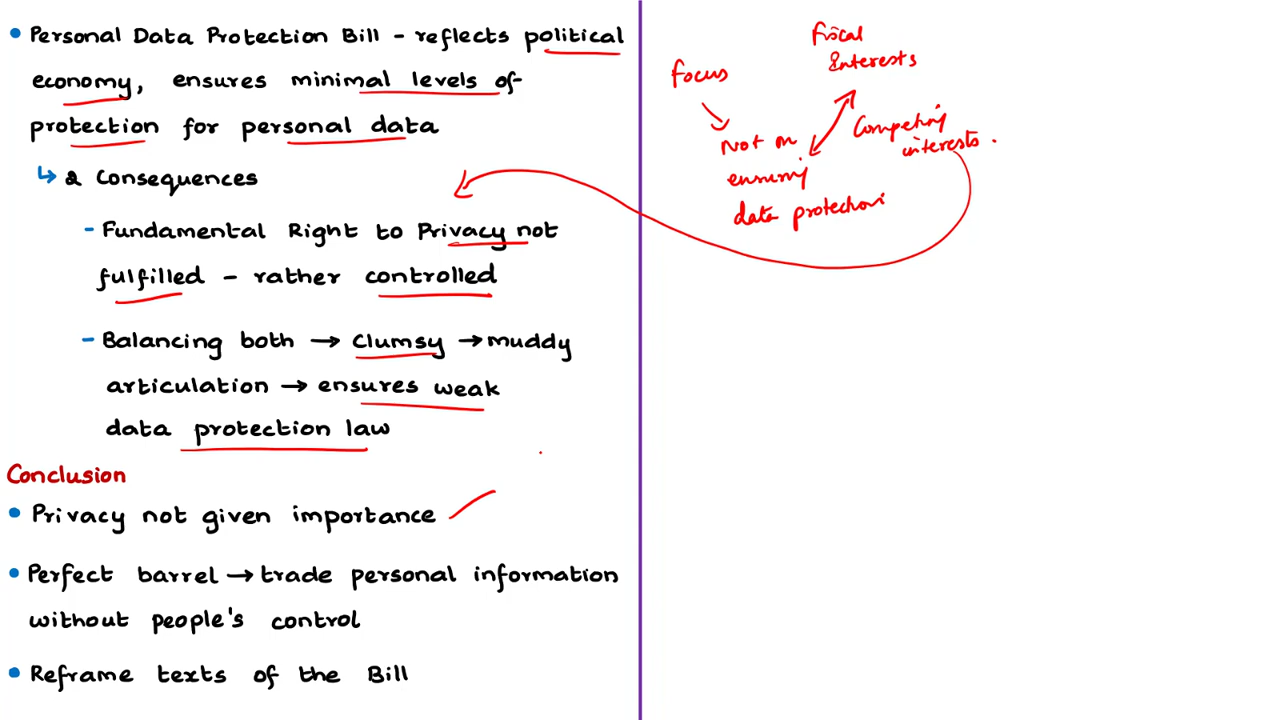 • Personal Data Protection Bill - reflects political
economy, ensures minimal levels of
protection for personal data
↳ 2 Consequences
- Fundamental Right to Privacy not
fulfilled - rather controlled
- Balancing both → Clumsy → muddy
articulation → ensures weak
data protection law
Conclusion
• Privacy not given importance
• Perfect barrel → trade personal information
without people's control
• Reframe texts of the Bill
Fiscal
Interests
Focus
Competing
interests.
Not on
ensuring
data protection